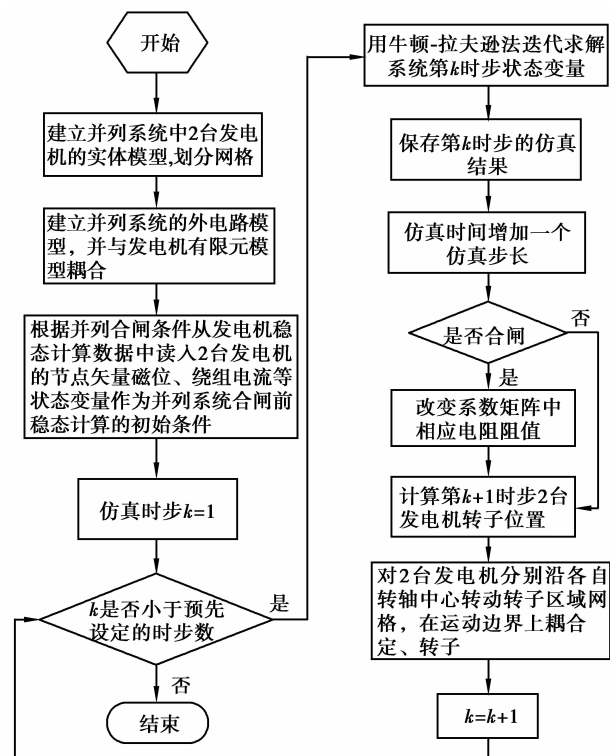 开始
建立并列系统中2台发电
机的实体模型,划分网格
建立并列系统的外电路模
型，并与发电机有限元模
型耦合
根据并列合闸条件从发电机稳
态计算数据中读入2台发电机
的节点矢量磁位、绕组电流等
状态变量作为并列系统合闸前
稳态计算的初始条件
仿真时步k=1
k是否小于预先
设定的时步数
是
否
结束
用牛顿-拉夫逊法迭代求解
系统第k时步状态变量
保存第k时步的仿真
结果
仿真时间增加一个
仿真步长
是否合闸
否
是
改变系数矩阵中
相应电阻阻值
计算第k+1时步2台
发电机转子位置
对2台发电机分别沿各自
转轴中心转动转子区域网
格，在运动边界上耦合
定、转子
k=k+1